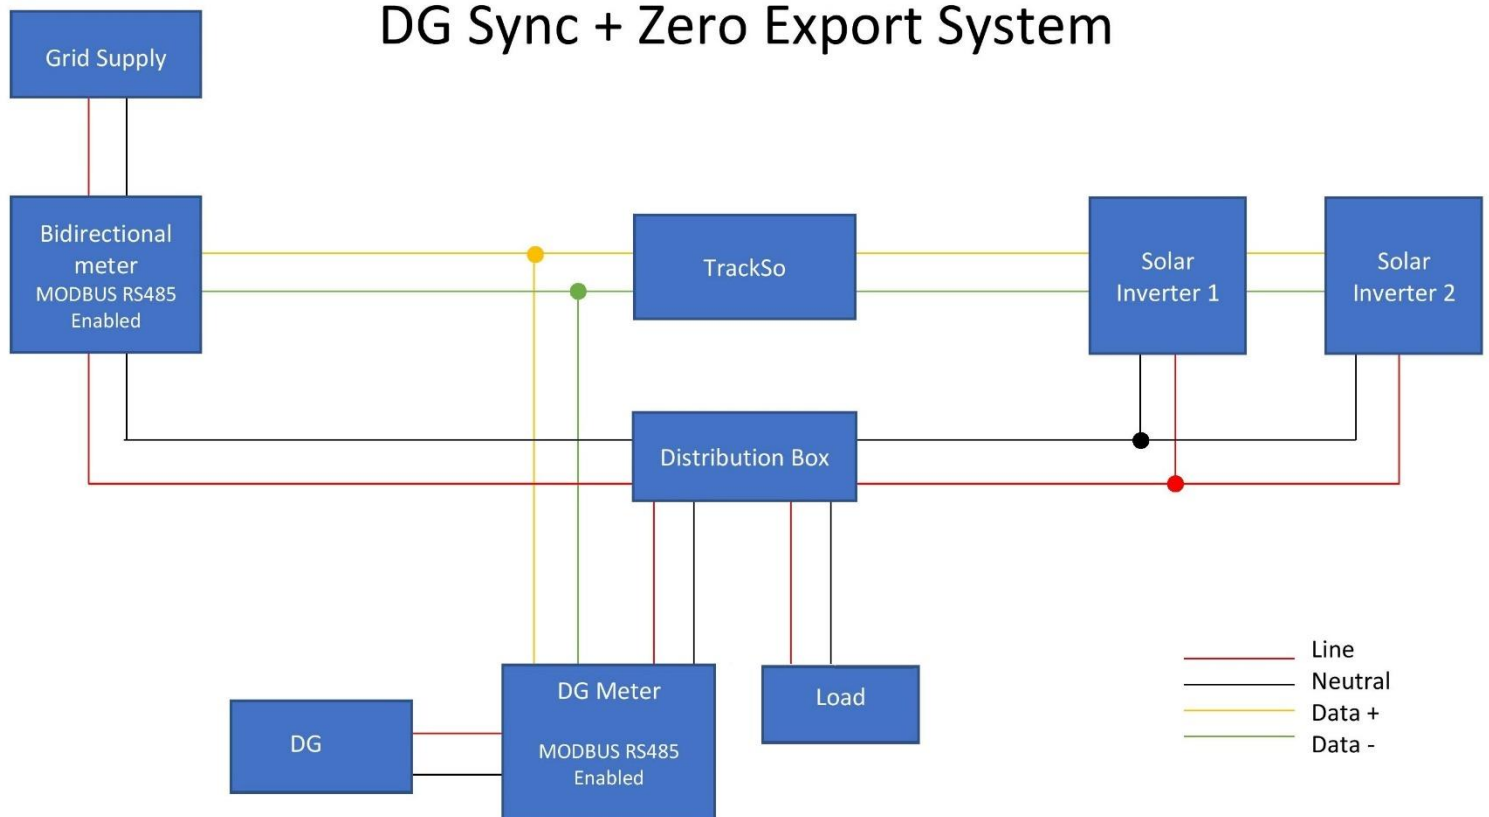 DG Sync + Zero Export System
Grid Supply
Bidirectional
meter
MODBUS RS485
Enabled
TrackSo
Solar
Inverter 1
Solar
Inverter 2
Distribution Box
DG
DG Meter
MODBUS RS485
Enabled
Load
Line
Neutral
Data +
Data -